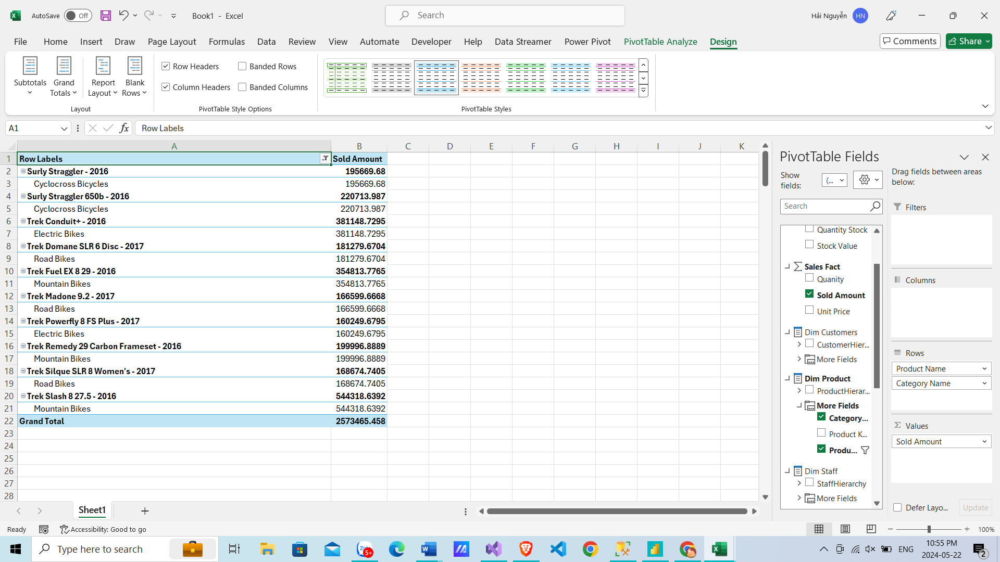 AutoSave Off Book1 - Excel Search Hải Nguyễn HN
File Home Insert Draw Page Layout Formulas Data Review View Automate Developer Help Data Streamer Power Pivot PivotTable Analyze Design Comments Share
Subtotals Grand Totals Report Layout Blank Rows
Row Headers Banded Rows
Column Headers Banded Columns
Layout PivotTable Style Options PivotTable Styles
A1 fx Row Labels
A B C D E F G H I J K
1 Row Labels Sold Amount
2 Surly Straggler - 2016 195669.68
3 Cyclocross Bicycles 195669.68
4 Surly Straggler 650b - 2016 220713.987
5 Cyclocross Bicycles 220713.987
6 Trek Conduit+ - 2016 381148.7295
7 Electric Bikes 381148.7295
8 Trek Domane SLR 6 Disc - 2017 181279.6704
9 Road Bikes 181279.6704
10 Trek Fuel EX 8 29 - 2016 354813.7765
11 Mountain Bikes 354813.7765
12 Trek Madone 9.2 - 2017 166599.6668
13 Road Bikes 166599.6668
14 Trek Powerfly 8 FS Plus - 2017 160249.6795
15 Electric Bikes 160249.6795
16 Trek Remedy 29 Carbon Frameset - 2016 199996.8889
17 Mountain Bikes 199996.8889
18 Trek Silque SLR 8 Women's - 2017 168674.7405
19 Road Bikes 168674.7405
20 Trek Slash 8 27.5 - 2016 544318.6392
21 Mountain Bikes 544318.6392
22 Grand Total 2573465.458
23
24
25
26
27
28
PivotTable Fields
Show fields: (...
Search
Quantity Stock
Stock Value
Sales Fact
Quanity
Sold Amount
Unit Price
Dim Customers
CustomerHier...
More Fields
Dim Product
ProductHierar...
More Fields
Category...
Product K...
Produ...
Dim Staff
StaffHierarchy
More Fields
Drag fields between areas below:
Filters
Columns
Rows
Product Name
Category Name
Values
Sold Amount
Defer Layo... Update
Sheet1
Ready Accessibility: Good to go 100%
Type here to search 5+ ENG 10:55 PM
2024-05-22 2